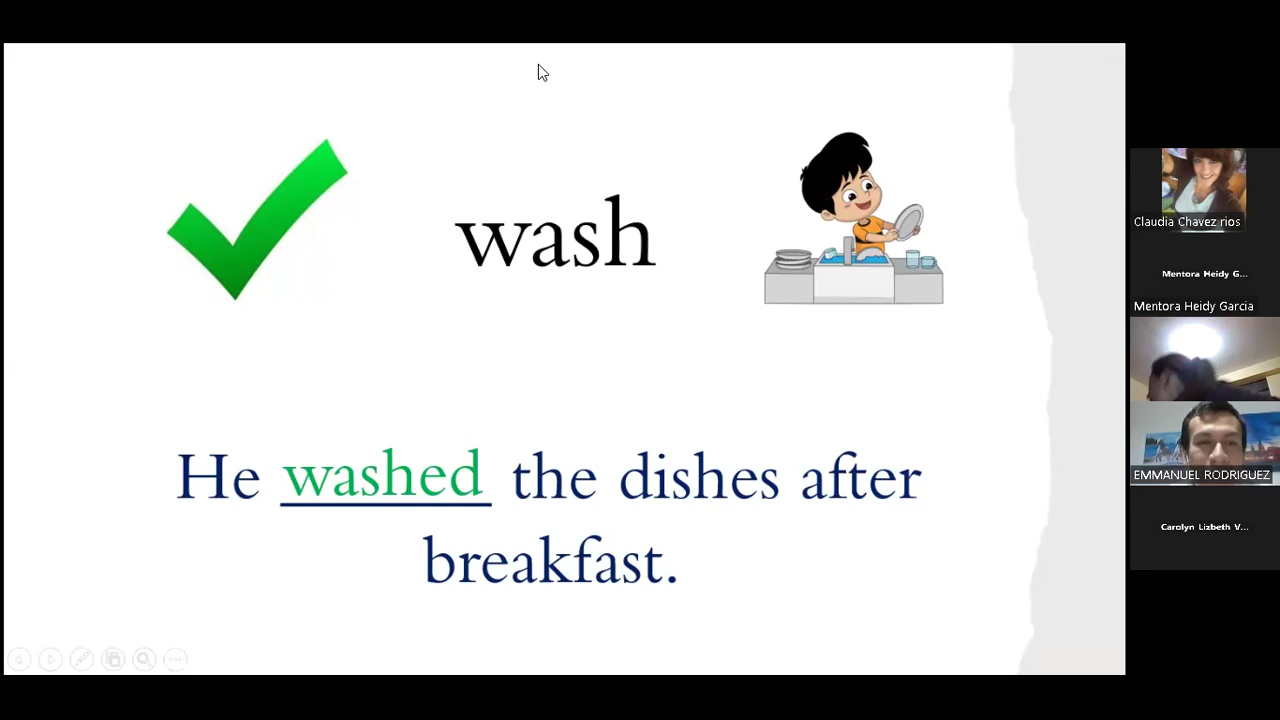 wash
He washed the dishes after
breakfast.
Claudia Chavez rios
Mentora Heidy G...
Mentora Heidy Garcia
EMMANUEL RODRIGUEZ
Carolyn Lizbeth V...